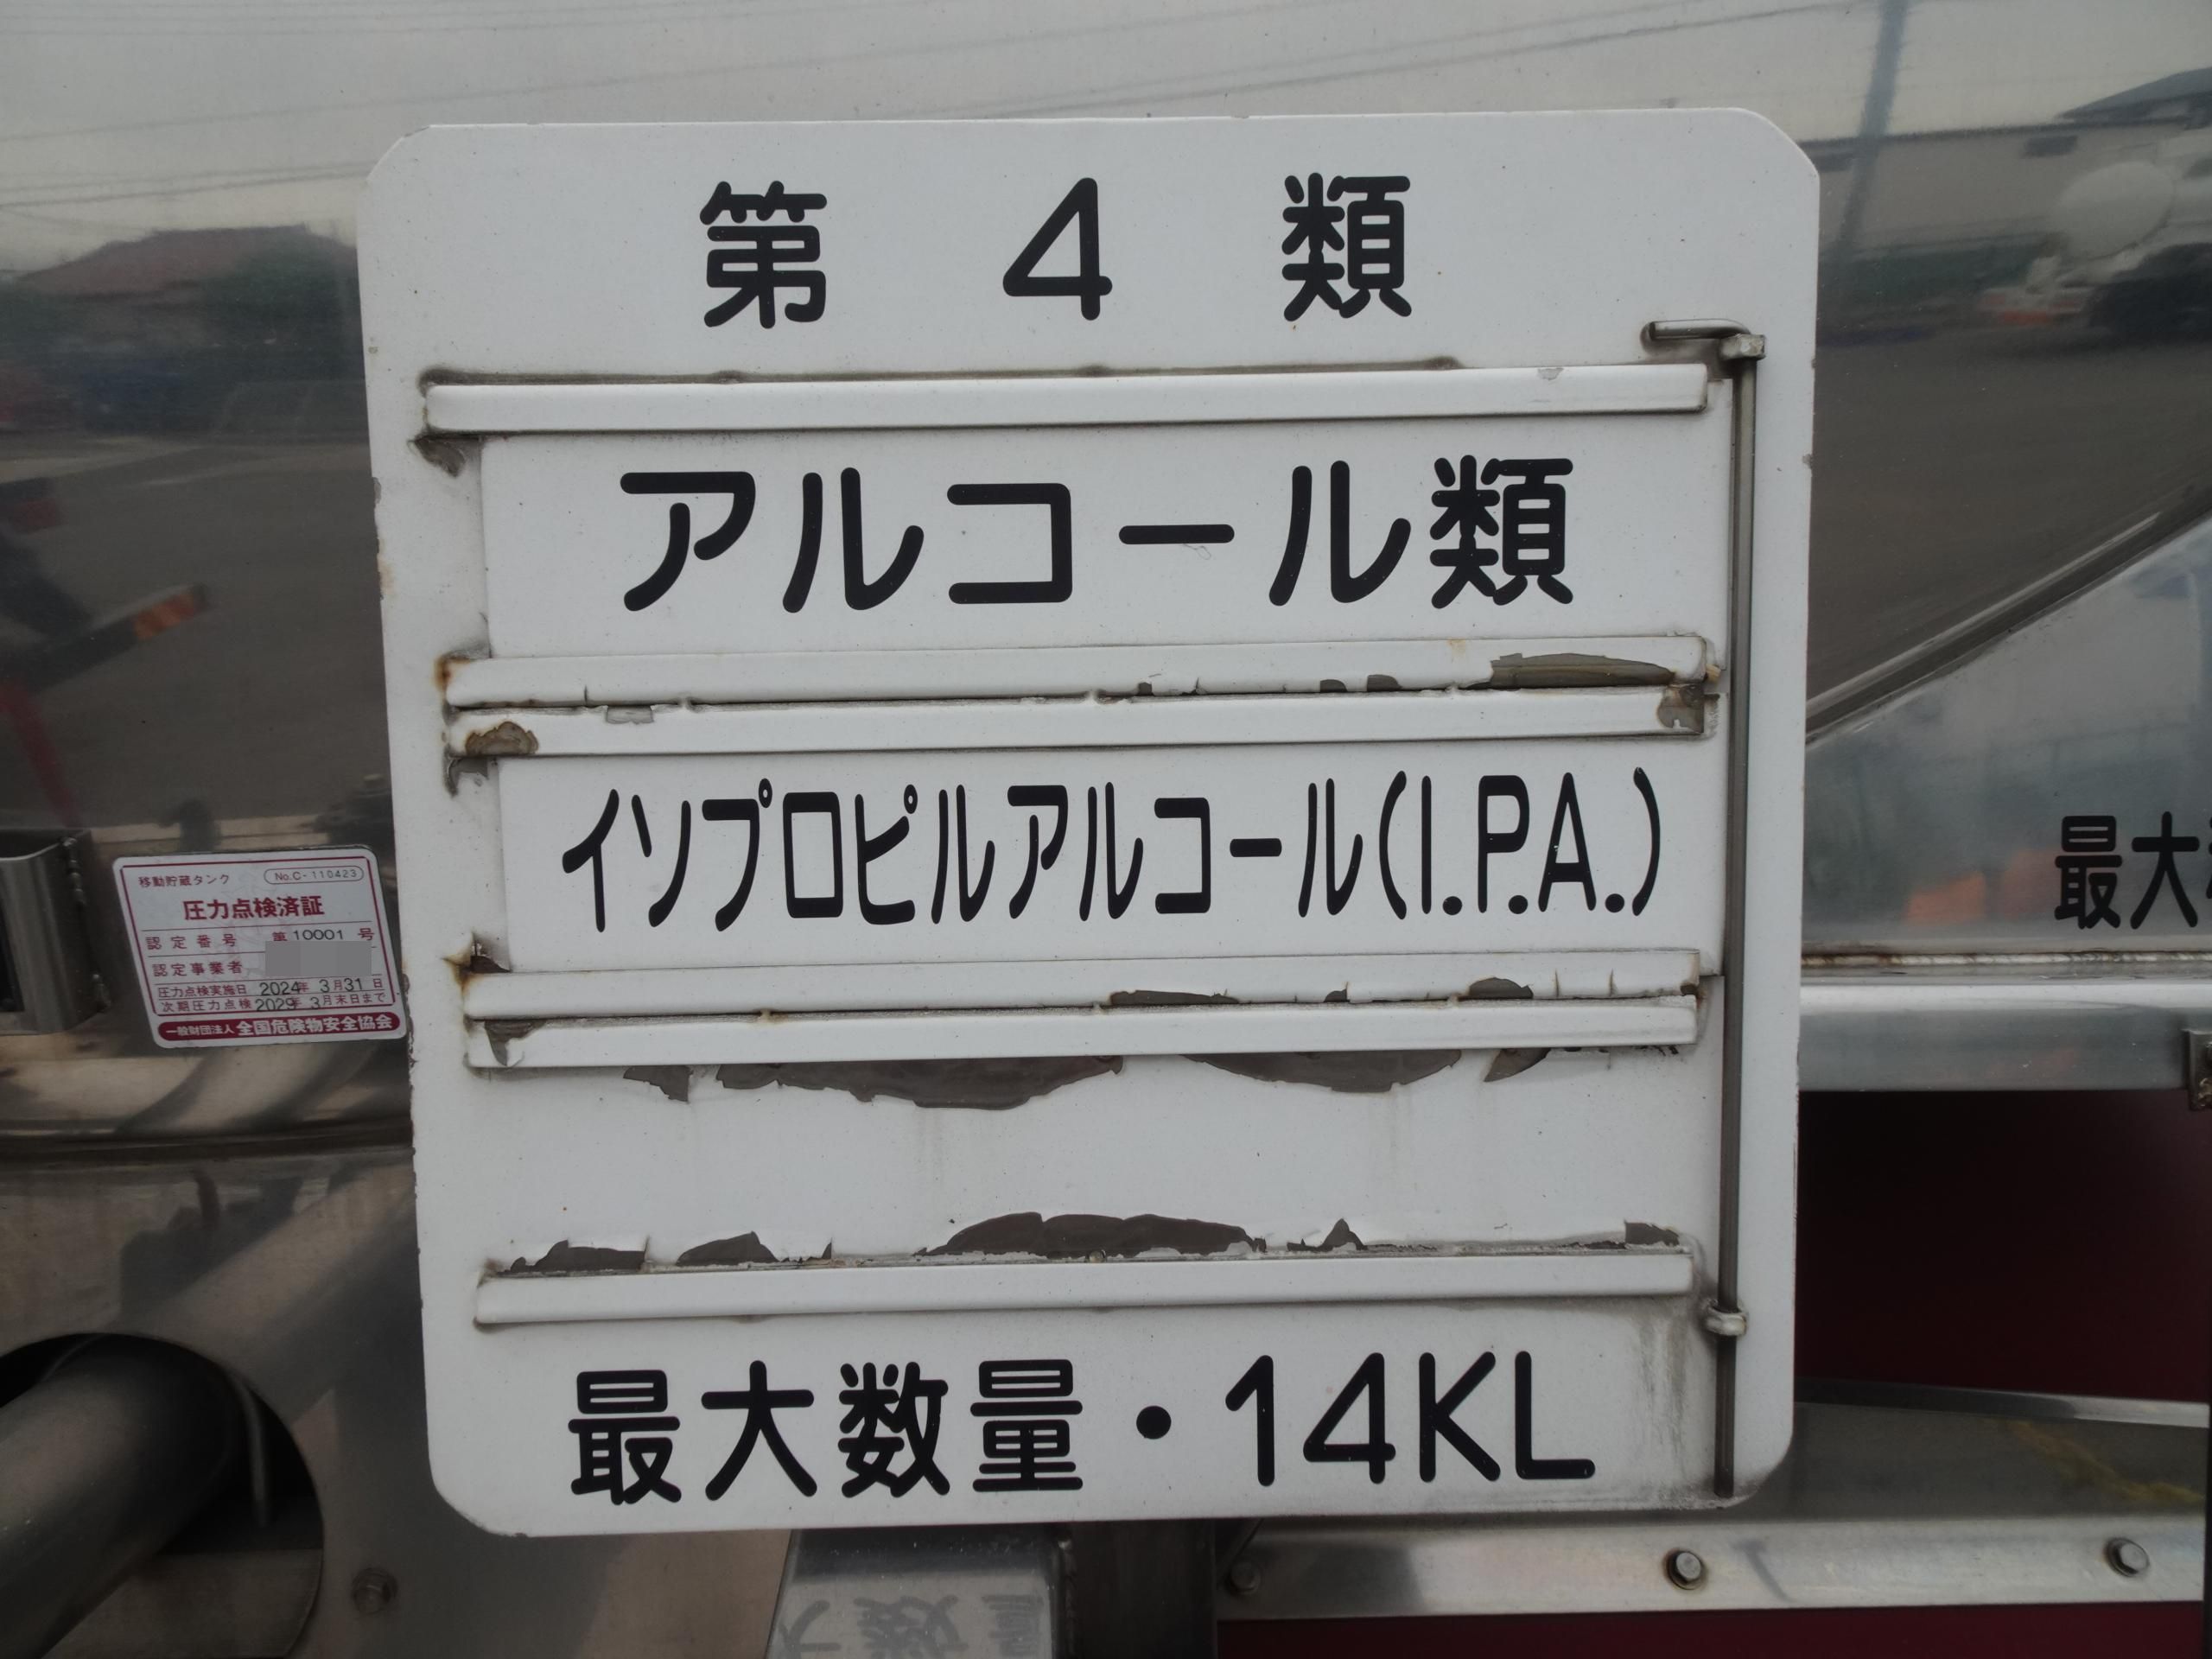 第 4 類
アルコール類
イソプロピルアルコール(I.P.A.)
最大数量・14KL
移動貯蔵タンク No.C-110423
圧力点検済証
認定番号 第10001号
認定事業者
圧力点検実施日 2024年 3月31日
次期圧力点検 2029年 3月末日まで
一般財団法人 全国危険物安全協会
最大
大数量